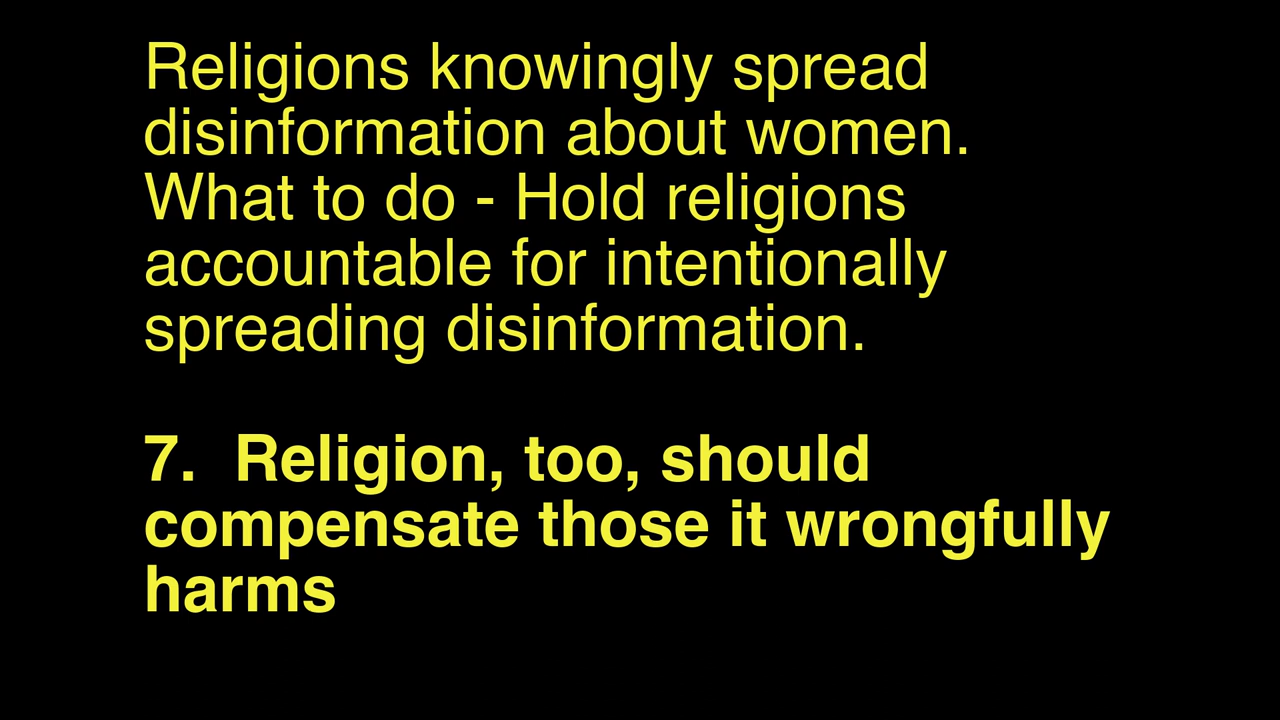 Religions knowingly spread
disinformation about women.
What to do - Hold religions
accountable for intentionally
spreading disinformation.
7.  Religion, too, should
compensate those it wrongfully
harms